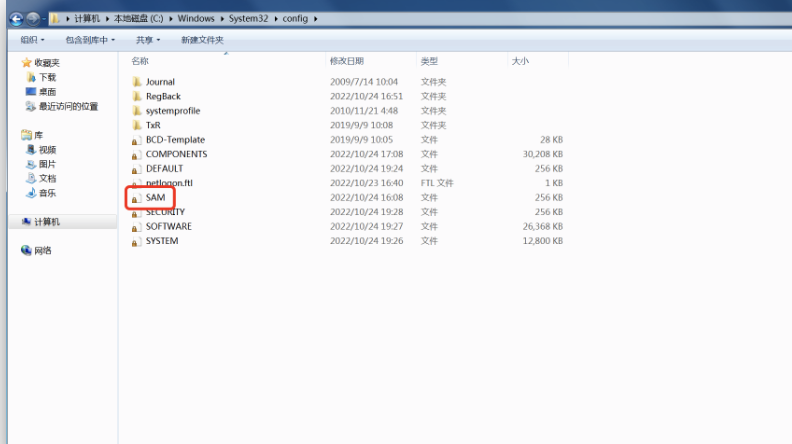 计算机 本地磁盘 (C:) Windows System32 config
组织 包含到库中 共享 新建文件夹
收藏夹
下载
桌面
最近访问的位置
库
视频
图片
文档
音乐
计算机
网络
名称 修改日期 类型 大小
Journal 2009/7/14 10:04 文件夹
RegBack 2022/10/24 16:51 文件夹
systemprofile 2010/11/21 4:48 文件夹
TxR 2019/9/9 10:08 文件夹
BCD-Template 2019/9/9 10:05 文件 28 KB
COMPONENTS 2022/10/24 17:08 文件 30,208 KB
DEFAULT 2022/10/24 19:24 文件 256 KB
netlogon.ftl 2022/10/23 16:40 FTL 文件 1 KB
SAM 2022/10/24 16:08 文件 256 KB
SECURITY 2022/10/24 19:28 文件 256 KB
SOFTWARE 2022/10/24 19:27 文件 26,368 KB
SYSTEM 2022/10/24 19:26 文件 12,800 KB